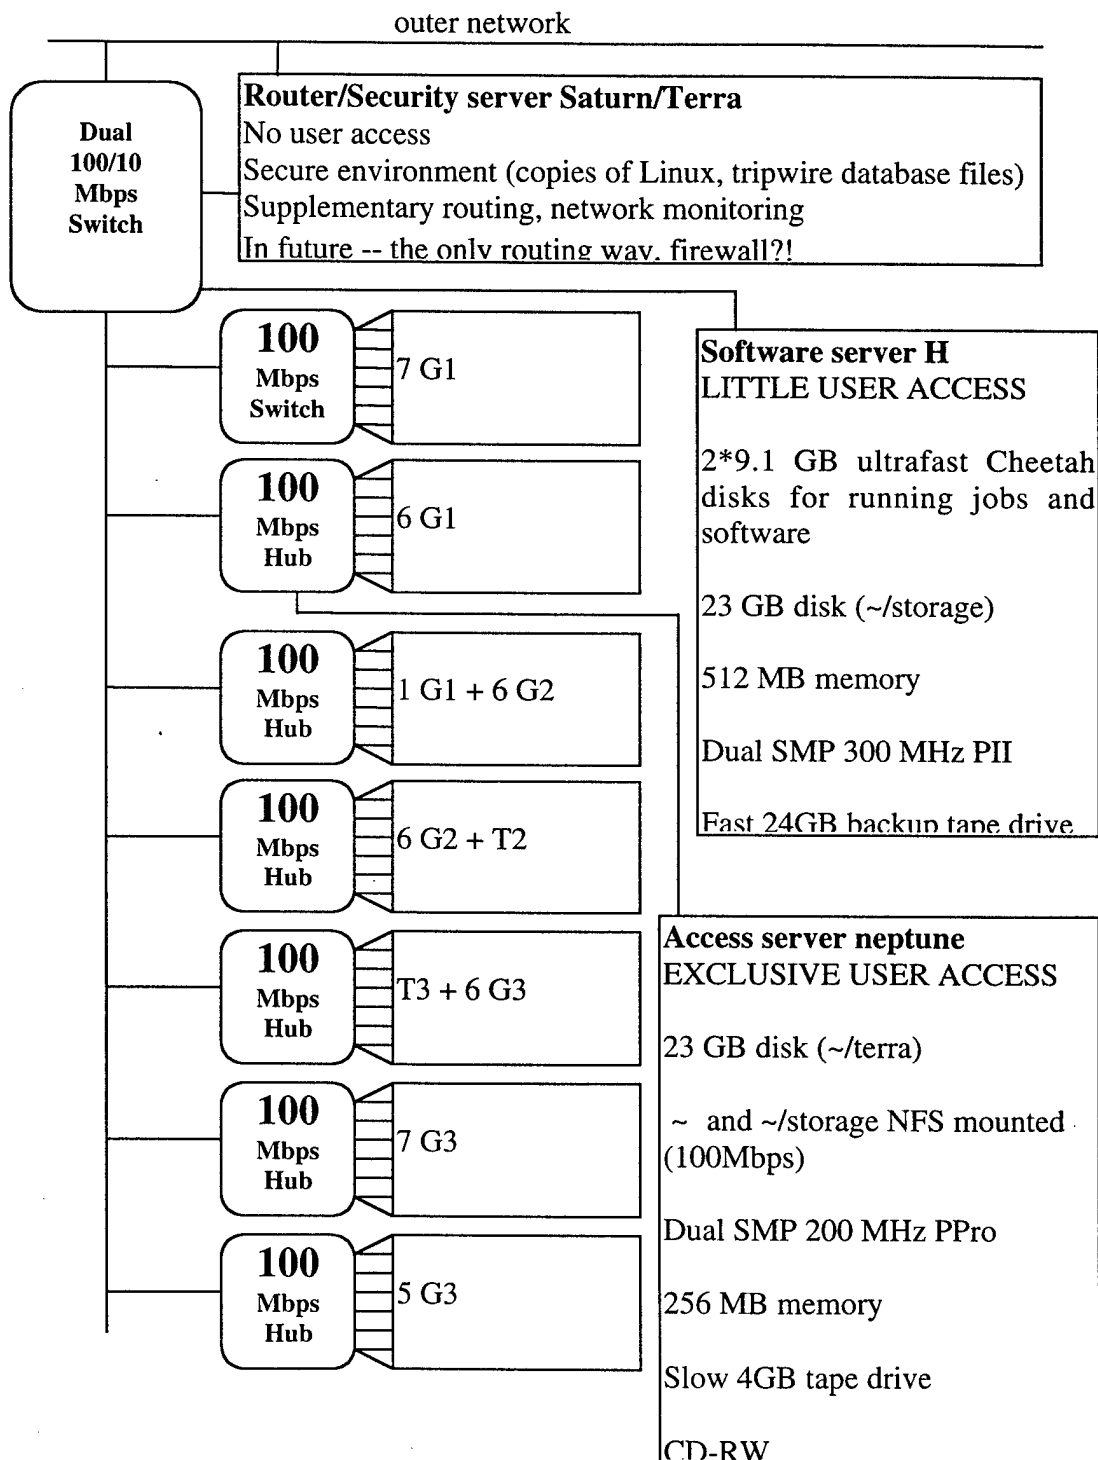 outer network
Dual
100/10
Mbps
Switch
Router/Security server Saturn/Terra
No user access
Secure environment (copies of Linux, tripwire database files)
Supplementary routing, network monitoring
In future -- the only routing way, firewall?!
100
Mbps
Switch
7 G1
100
Mbps
Hub
6 G1
100
Mbps
Hub
1 G1 + 6 G2
100
Mbps
Hub
6 G2 + T2
100
Mbps
Hub
T3 + 6 G3
100
Mbps
Hub
7 G3
100
Mbps
Hub
5 G3
Software server H
LITTLE USER ACCESS
2*9.1 GB ultrafast Cheetah
disks for running jobs and
software
23 GB disk (~/storage)
512 MB memory
Dual SMP 300 MHz PII
Fast 24GB backup tape drive
Access server neptune
EXCLUSIVE USER ACCESS
23 GB disk (~/terra)
~ and ~/storage NFS mounted
(100Mbps)
Dual SMP 200 MHz PPro
256 MB memory
Slow 4GB tape drive
CD-RW